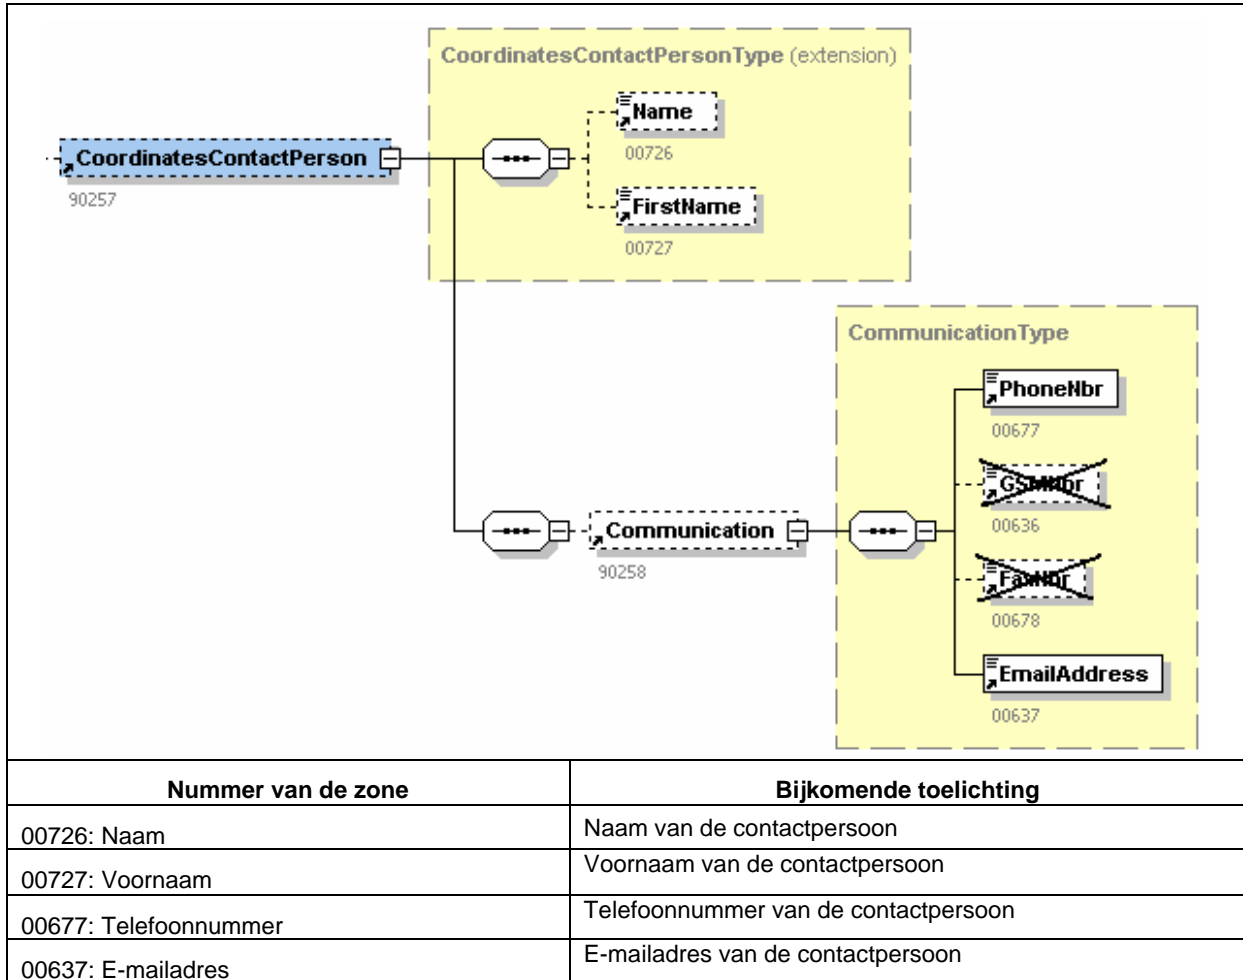 CoordinatesContactPersonType (extension)
Name
00726
CoordinatesContactPerson
90257
FirstName
00727
CommunicationType
PhoneNbr
00677
GSMNbr
00636
Communication
90258
FaxNbr
00678
EmailAddress
00637
Nummer van de zone
Bijkomende toelichting
00726: Naam
Naam van de contactpersoon
00727: Voornaam
Voornaam van de contactpersoon
00677: Telefoonnummer
Telefoonnummer van de contactpersoon
00637: E-mailadres
E-mailadres van de contactpersoon